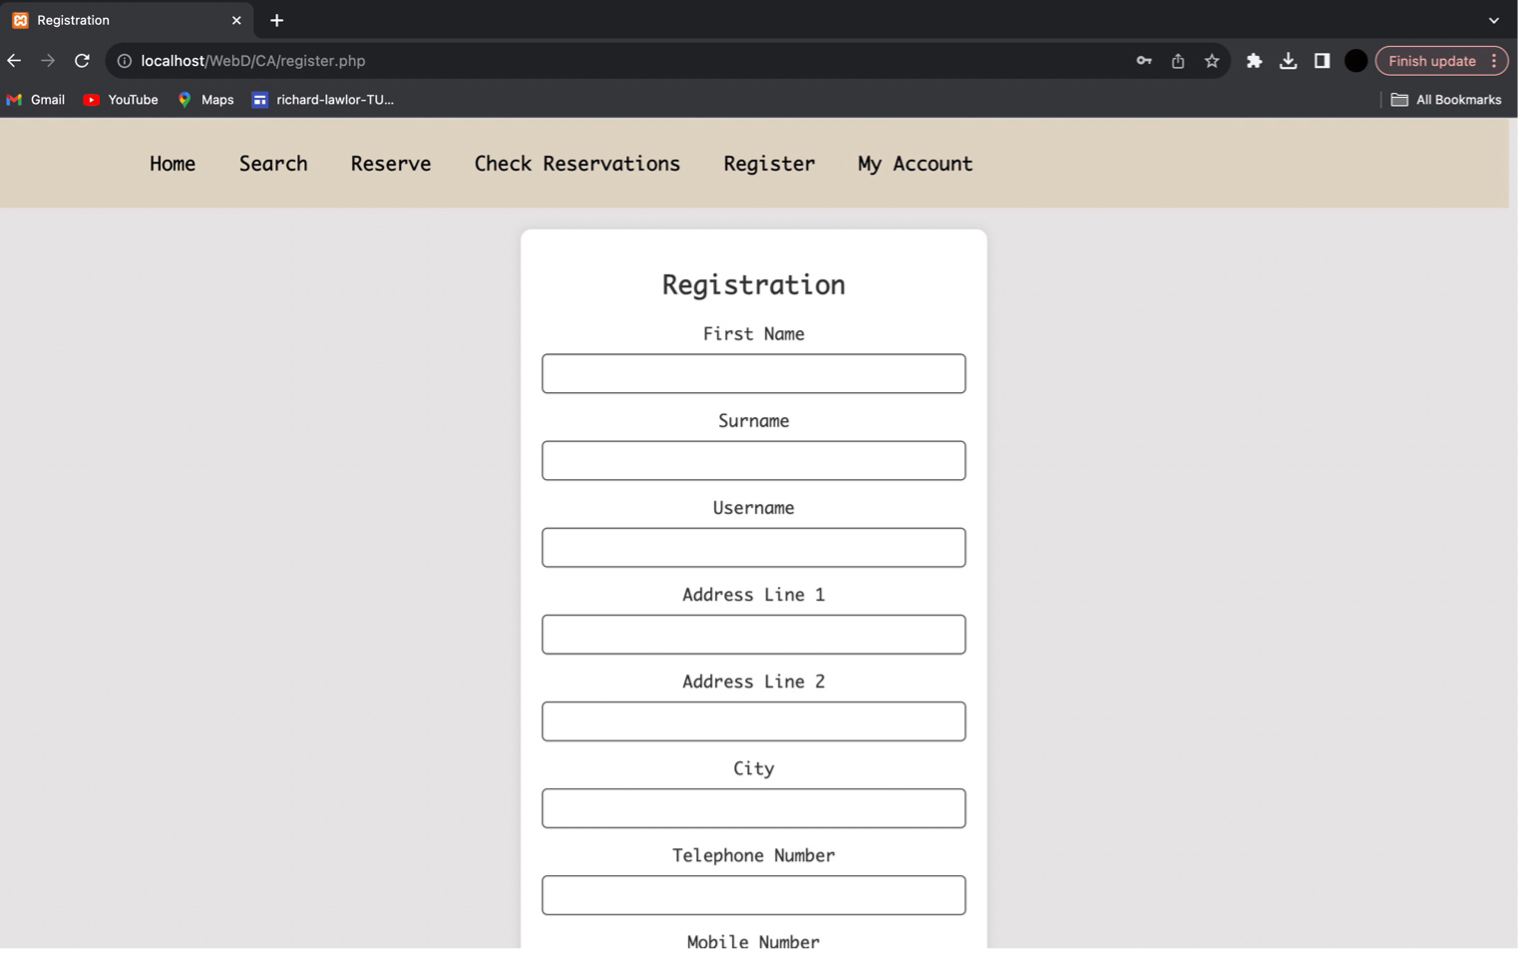 Registration
localhost/WebD/CA/register.php
Finish update
Gmail YouTube Maps richard-lawlor-TU... All Bookmarks
Home Search Reserve Check Reservations Register My Account
Registration
First Name
Surname
Username
Address Line 1
Address Line 2
City
Telephone Number
Mobile Number